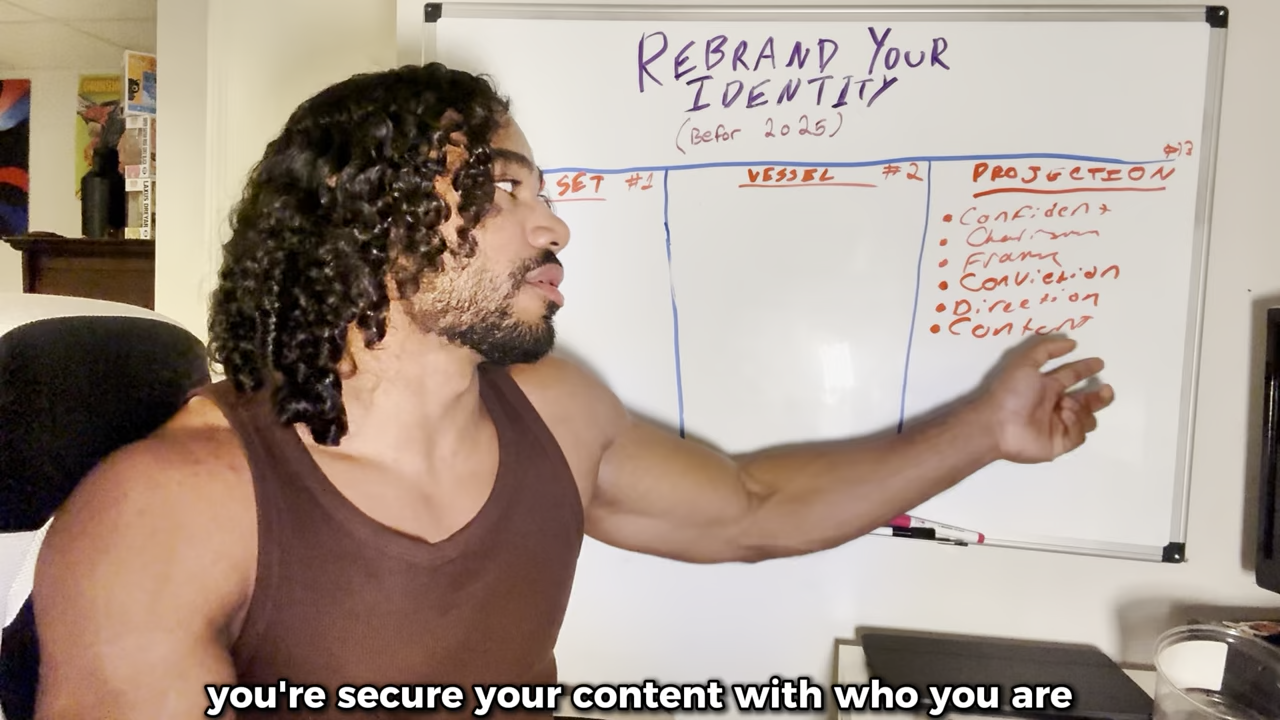 REBRAND YOUR
IDENTITY
(Befor 2025)
SET #1
VESSEL #2
#3
PROJECTION
• Confident
• Charism
• Frame
• Conviction
• Direction
• Content
you're secure your content with who you are